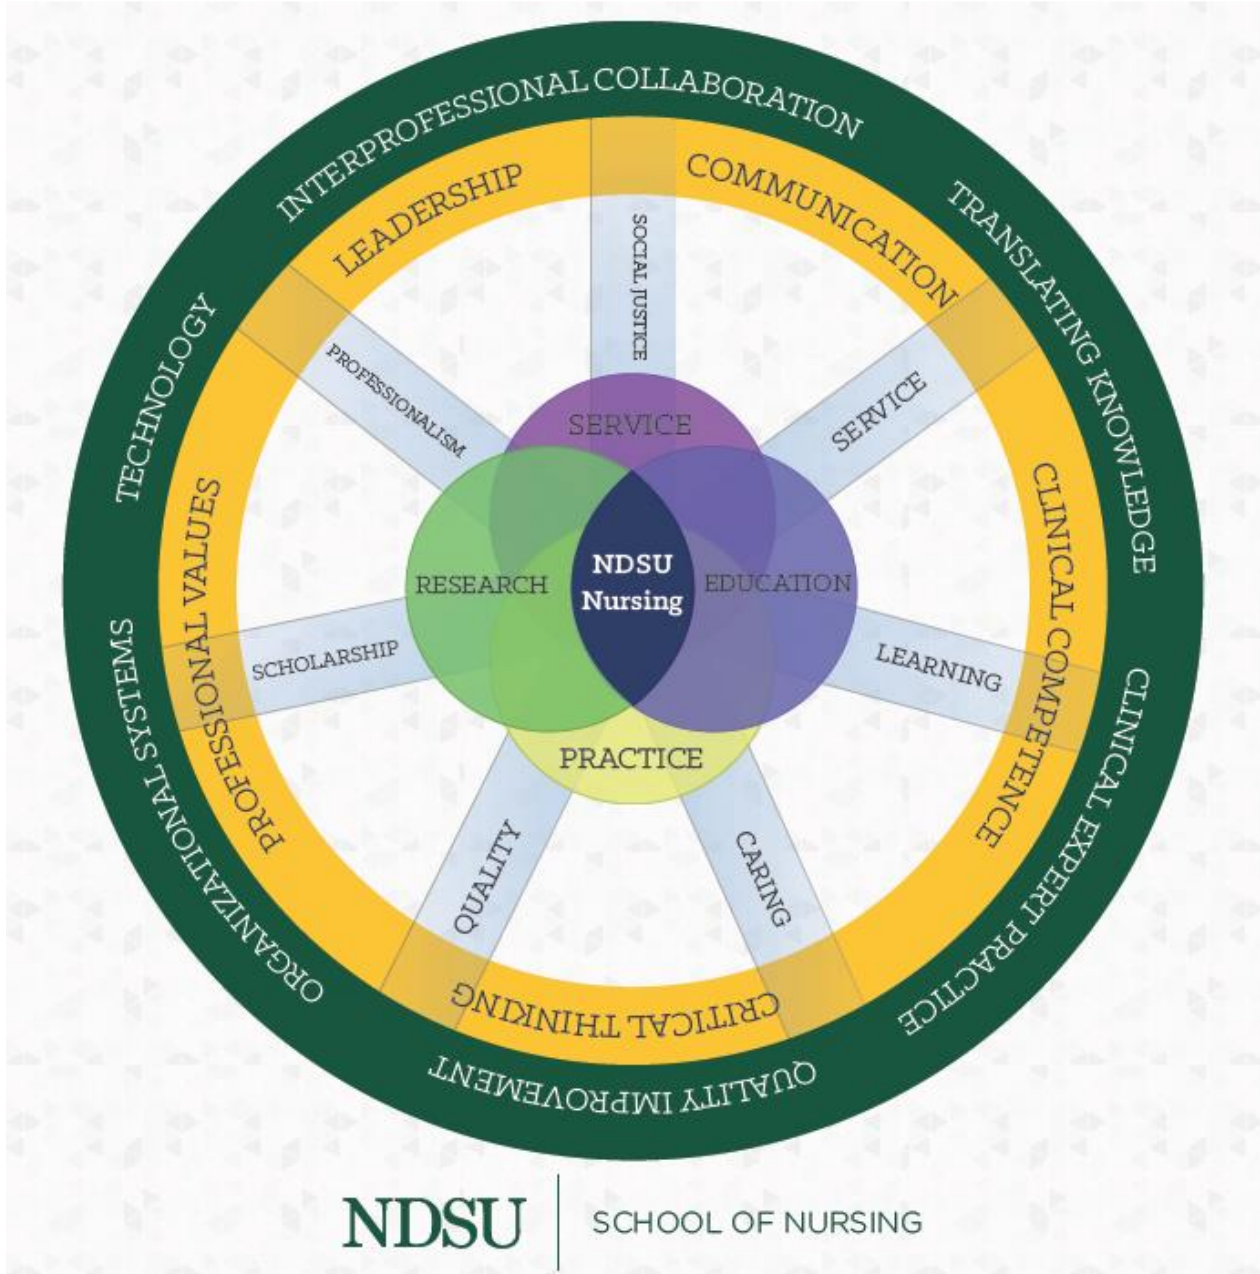 INTERPROFESSIONAL COLLABORATION
TRANSLATING KNOWLEDGE
CLINICAL EXPERT PRACTICE
QUALITY IMPROVEMENT
ORGANIZATIONAL SYSTEMS
TECHNOLOGY
LEADERSHIP
COMMUNICATION
CLINICAL COMPETENCE
CRITICAL THINKING
PROFESSIONAL VALUES
SOCIAL JUSTICE
SERVICE
LEARNING
CARING
QUALITY
SCHOLARSHIP
PROFESSIONALISM
SERVICE
RESEARCH
NDSU
Nursing
EDUCATION
PRACTICE
NDSU
SCHOOL OF NURSING